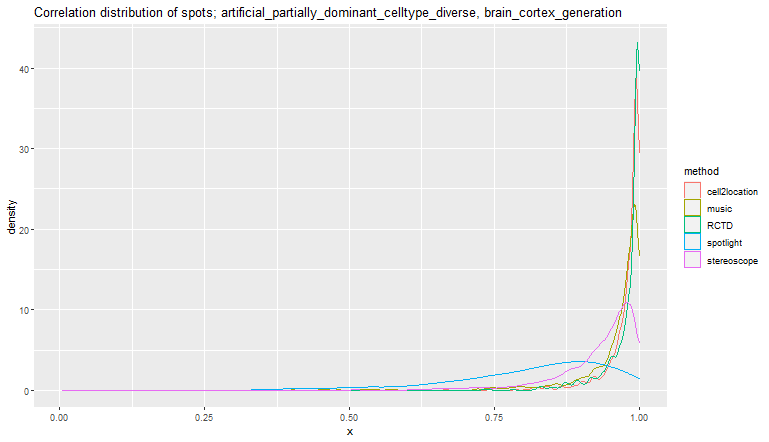 Correlation distribution of spots; artificial_partially_dominant_celltype_diverse, brain_cortex_generation
40
30
20
10
0
density
0.00 0.25 0.50 0.75 1.00
x
method
cell2location
music
RCTD
spotlight
stereoscope